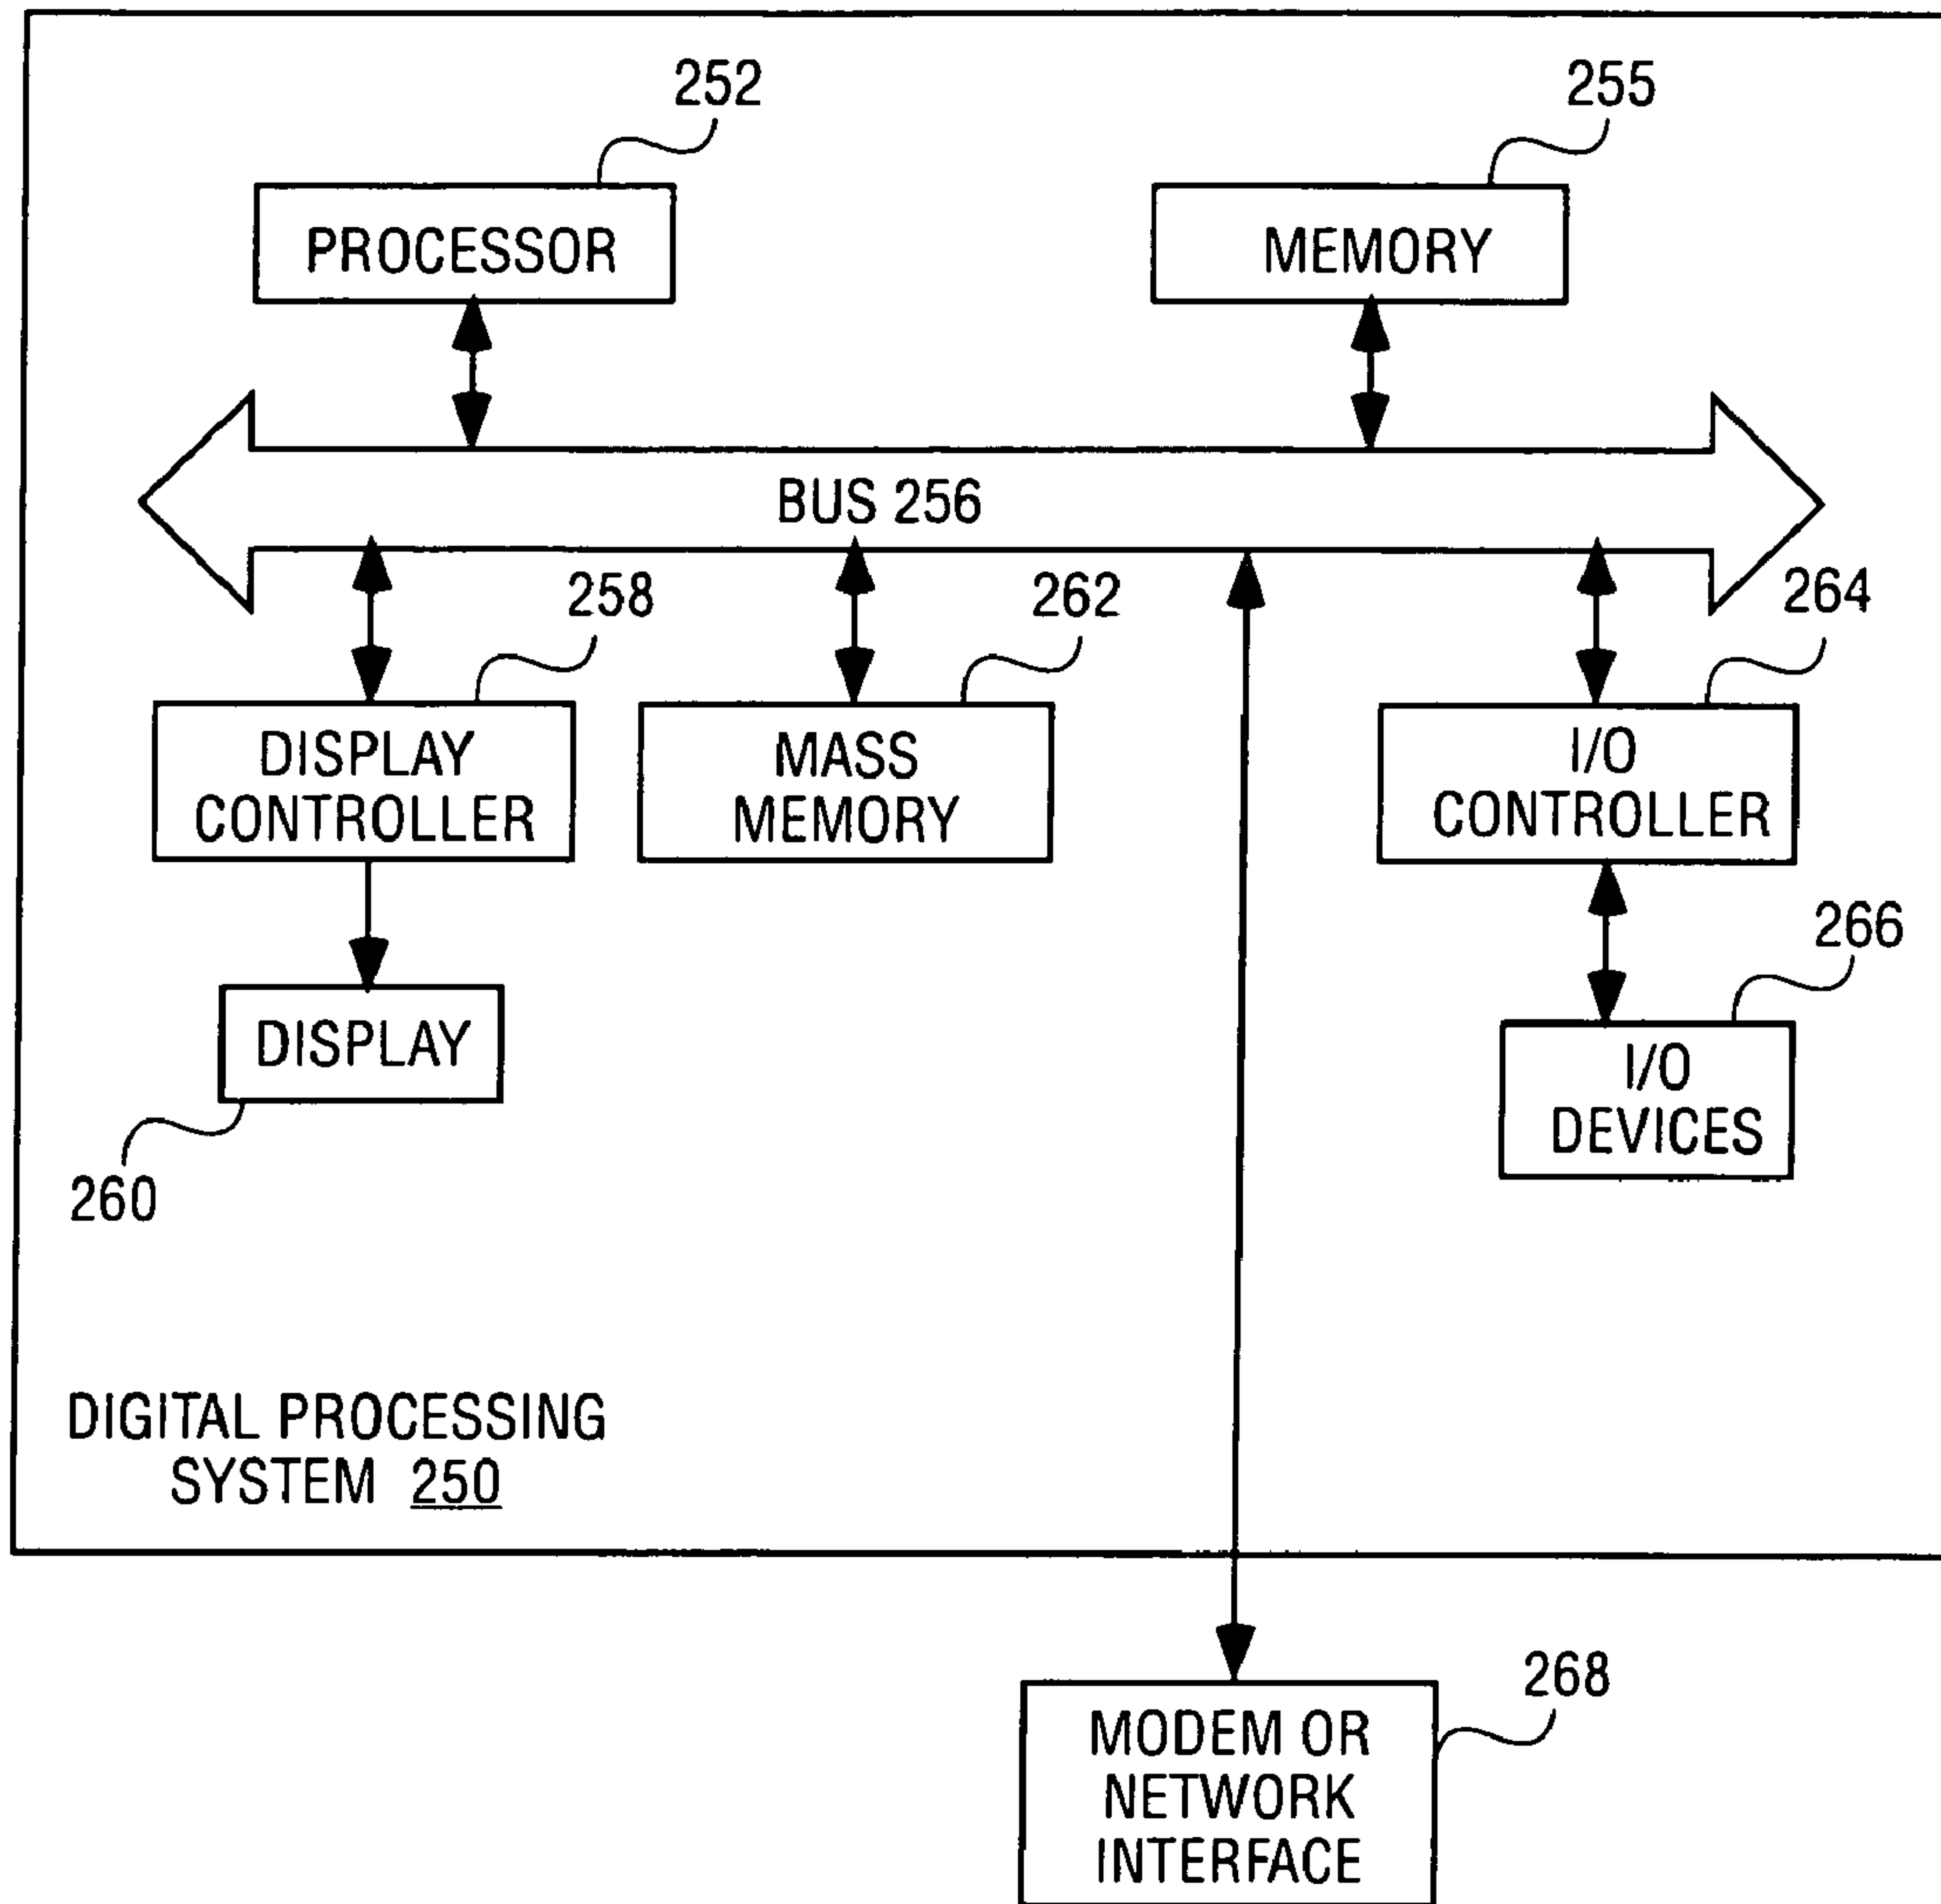 252
255
PROCESSOR
MEMORY
BUS 256
258
262
264
DISPLAY
CONTROLLER
MASS
MEMORY
I/O
CONTROLLER
266
DISPLAY
I/O
DEVICES
260
DIGITAL PROCESSING
SYSTEM 250
268
MODEM OR
NETWORK
INTERFACE